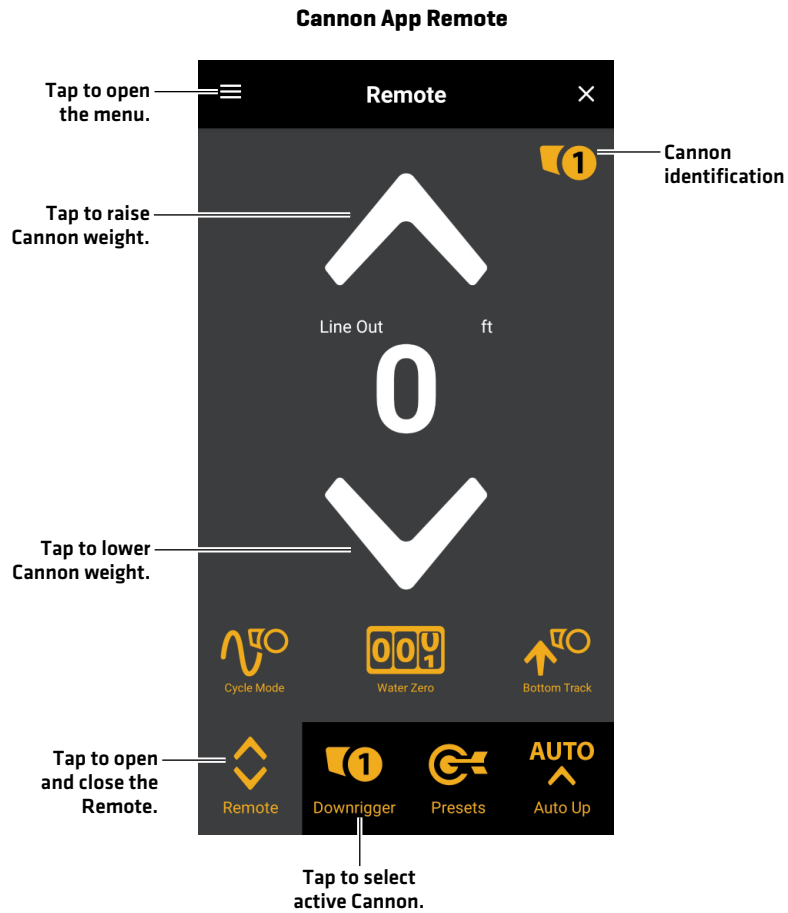 Cannon App Remote
Tap to open
the menu.
Remote
Cannon
identification
1
Tap to raise
Cannon weight.
Line Out ft
0
Tap to lower
Cannon weight.
Cycle Mode
Water Zero
Bottom Track
Tap to open
and close the
Remote.
1
AUTO
Remote
Downrigger
Presets
Auto Up
Tap to select
active Cannon.